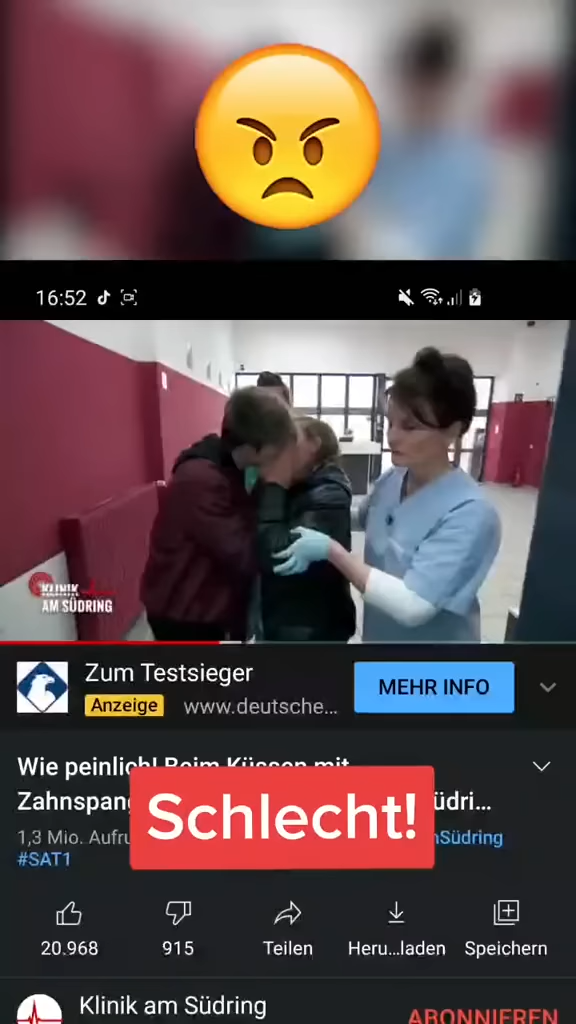 16:52
KLINIK
AM SÜDRING
Zum Testsieger
MEHR INFO
Anzeige www.deutsche...
Wie peinlich! Beim Küssen mit
Zahnspang üdri...
Schlecht!
1,3 Mio. Aufru nSüdring
#SAT1
20.968 915 Teilen Heru...laden Speichern
Klinik am Südring
ABONNIEREN